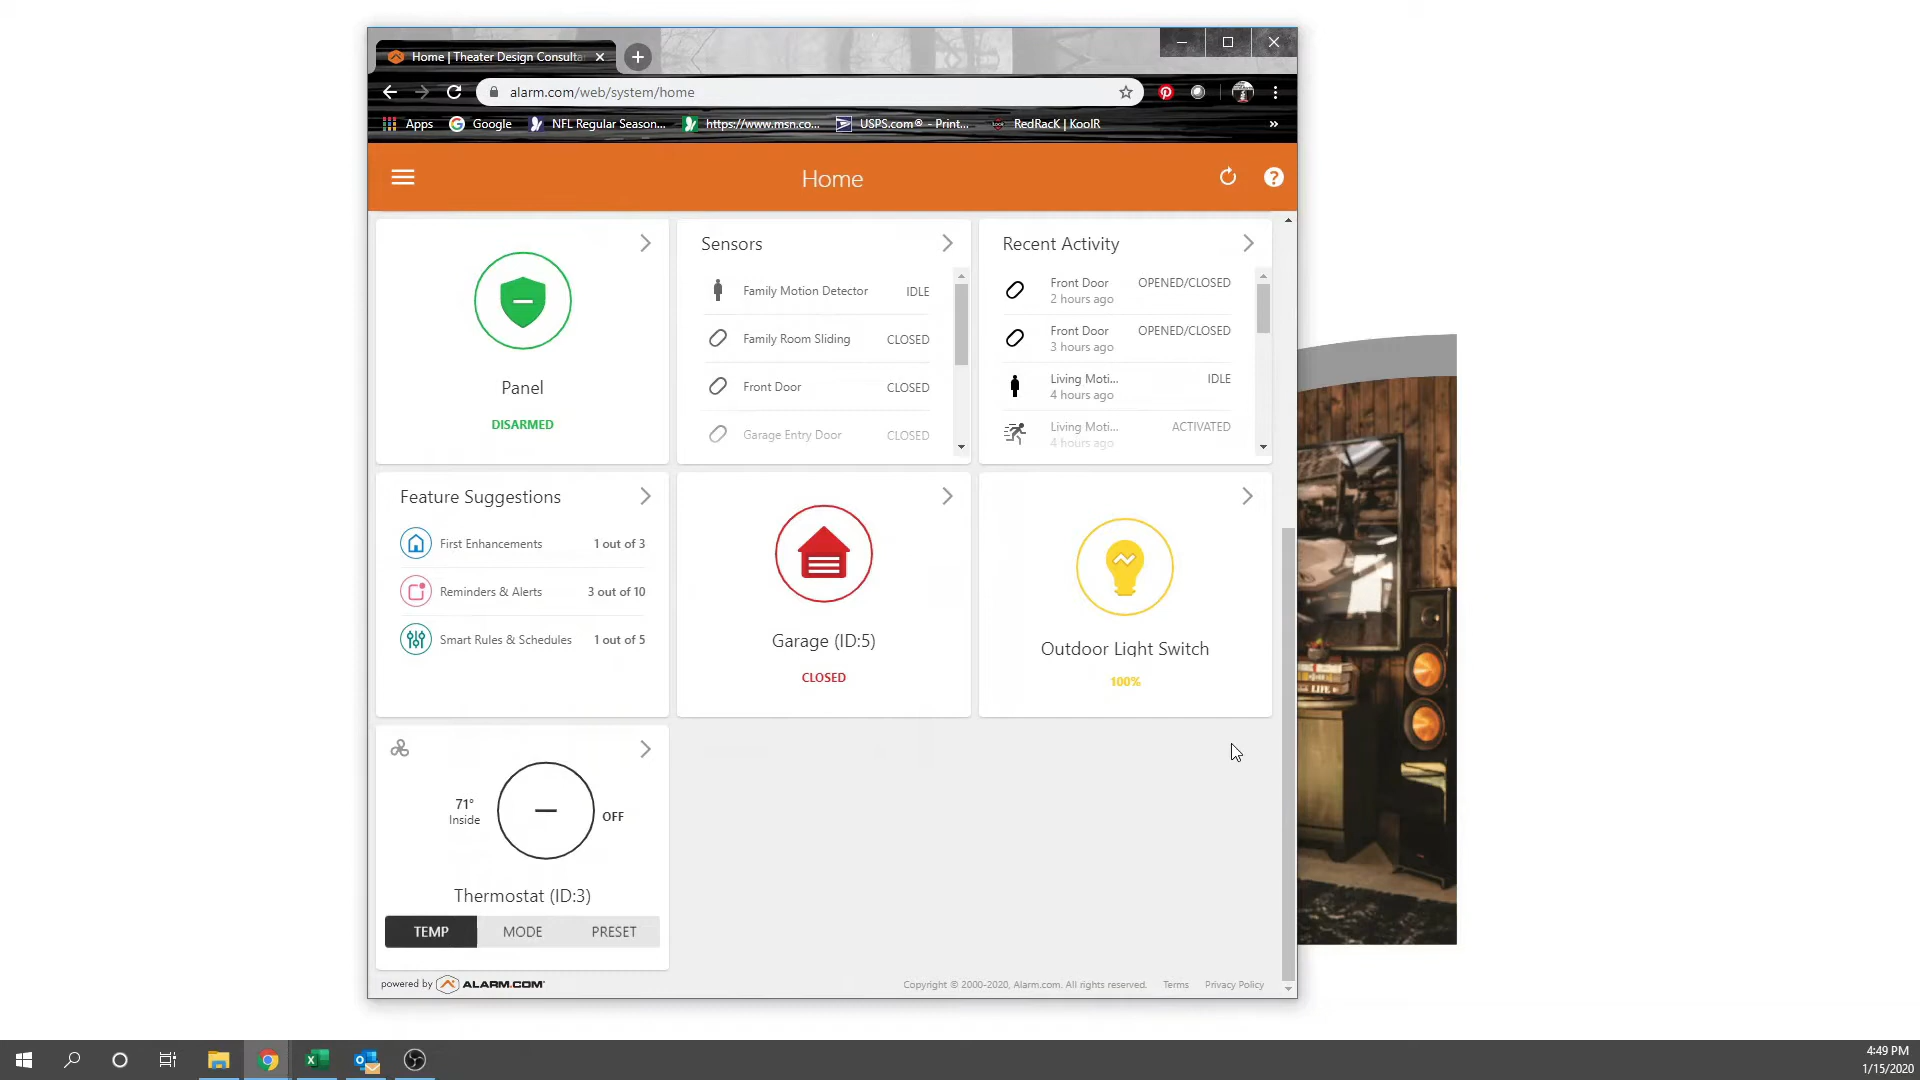 Home | Theater Design Consulta
alarm.com/web/system/home
Apps
Google
NFL Regular Season...
https://www.msn.co...
USPS.com® - Print...
RedRacK | KoolR
»
Home
Panel
DISARMED
Sensors
Family Motion Detector IDLE
Family Room Sliding CLOSED
Front Door CLOSED
Garage Entry Door CLOSED
Recent Activity
Front Door OPENED/CLOSED
2 hours ago
Front Door OPENED/CLOSED
3 hours ago
Living Moti... IDLE
4 hours ago
Living Moti... ACTIVATED
4 hours ago
Feature Suggestions
First Enhancements 1 out of 3
Reminders & Alerts 3 out of 10
Smart Rules & Schedules 1 out of 5
Garage (ID:5)
CLOSED
Outdoor Light Switch
100%
71°
Inside
OFF
Thermostat (ID:3)
TEMP MODE PRESET
powered by ALARM.COM
Copyright © 2000-2020, Alarm.com. All rights reserved. Terms Privacy Policy
LIFE
4:49 PM
1/15/2020